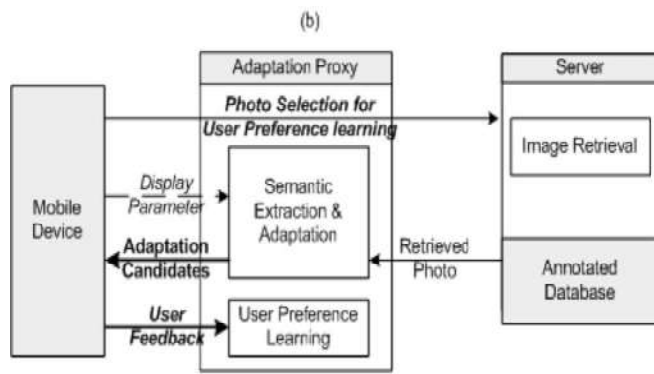 (b)
Adaptation Proxy
Server
Photo Selection for
User Preference learning
Image Retrieval
Display
Parameter
Semantic
Extraction &
Adaptation
Mobile
Device
Adaptation
Candidates
Retrieved
Photo
Annotated
Database
User
Feedback
User Preference
Learning